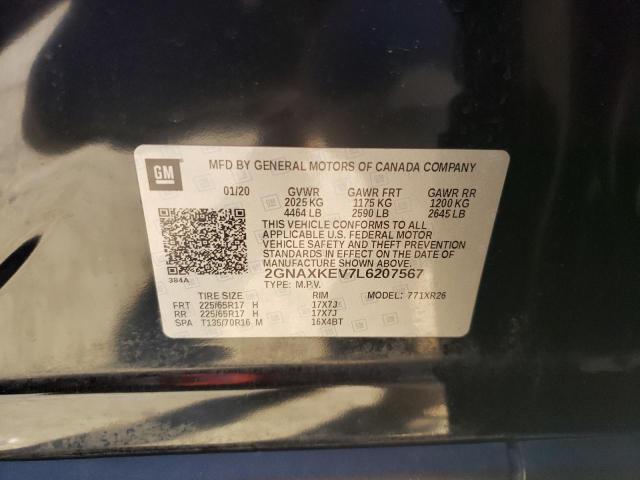 GM
MFD BY GENERAL MOTORS OF CANADA COMPANY
01/20 GVWR GAWR FRT GAWR RR
2025 KG 1175 KG 1200 KG
4464 LB 2590 LB 2645 LB
THIS VEHICLE CONFORMS TO ALL
APPLICABLE U.S. FEDERAL MOTOR
VEHICLE SAFETY AND THEFT PREVENTION
STANDARDS IN EFFECT ON THE DATE OF
MANUFACTURE SHOWN ABOVE.
384A 2GNAXKEV7L6207567
TYPE: M.P.V.
TIRE SIZE RIM MODEL: 771XR26
FRT 225/65R17 H 17X7J
RR 225/65R17 H 17X7J
SPA T135/70R16 M 16X4BT